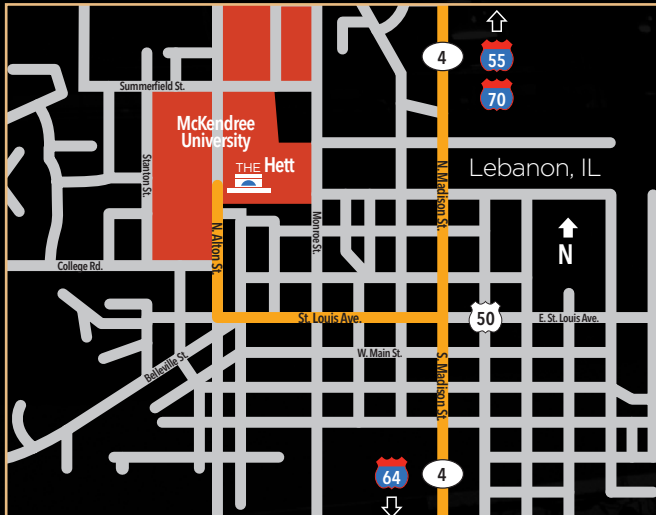 4
55
70
Summerfield St.
McKendree
University
THE Hett
Stanton St.
Lebanon, IL
N. Madison St.
Monroe St.
N. Alton St.
N
College Rd.
St. Louis Ave.
50
E. St. Louis Ave.
W. Main St.
Belleville St.
S. Madison St.
64
4